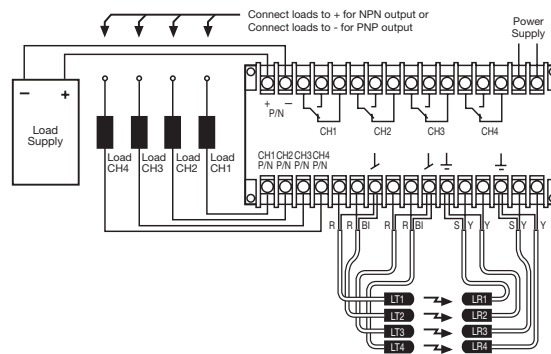 Connect loads to + for NPN output or
Connect loads to - for PNP output
Power
Supply
− +
Load
Supply
+ −
P/N
CH1 CH2 CH3 CH4
Load
CH4
Load
CH3
Load
CH2
Load
CH1
CH1 CH2 CH3 CH4
P/N P/N P/N P/N
R R BI R R BI S Y Y S Y Y
LT1 LR1
LT2 LR2
LT3 LR3
LT4 LR4